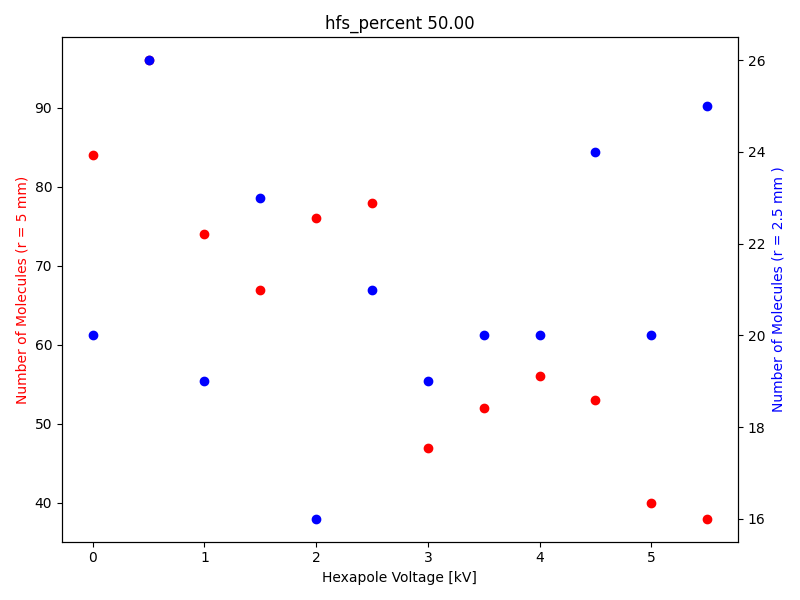 hfs_percent 50.00
Number of Molecules (r = 5 mm)
90
80
70
60
50
40
26
24
22
20
18
16
Number of Molecules (r = 2.5 mm )
0 1 2 3 4 5
Hexapole Voltage [kV]